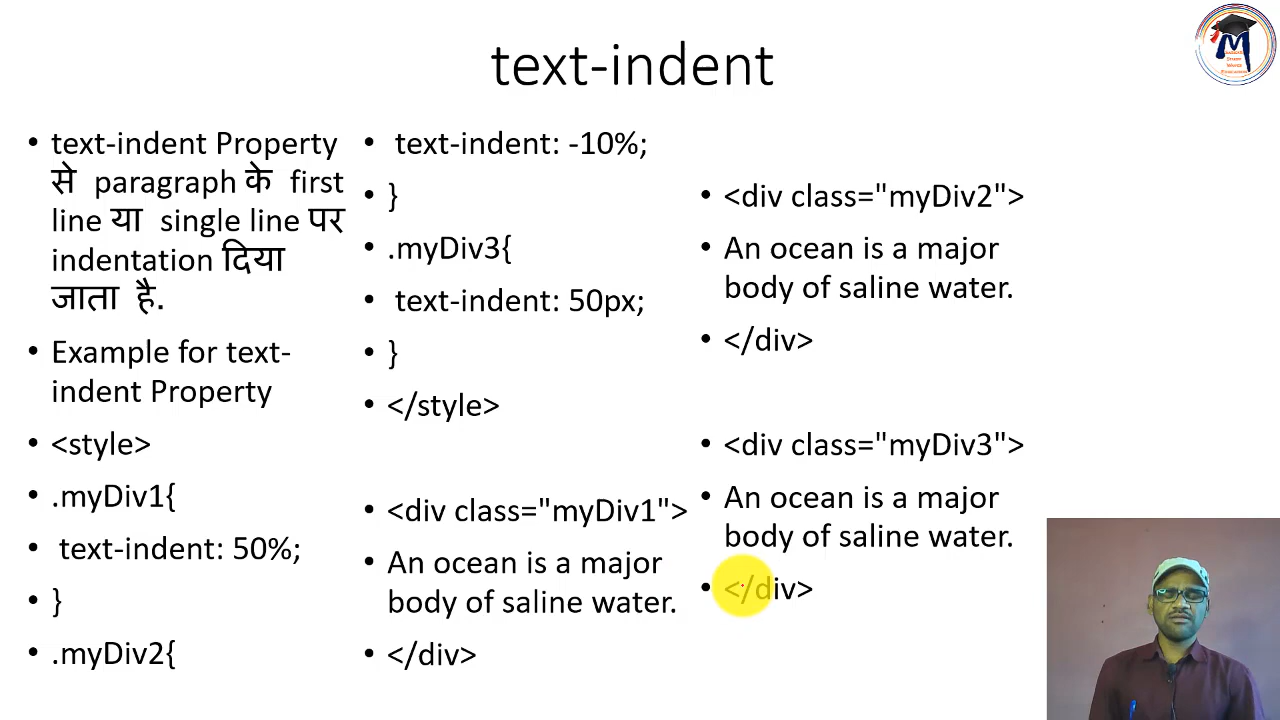 text-indent
• text-indent Property
से paragraph के first
line या single line पर
indentation दिया
जाता है.
• Example for text-
indent Property
• <style>
• .myDiv1{
• text-indent: 50%;
• }
• .myDiv2{
• text-indent: -10%;
• }
• .myDiv3{
• text-indent: 50px;
• }
• </style>
• <div class="myDiv1">
• An ocean is a major
body of saline water.
• </div>
• <div class="myDiv2">
• An ocean is a major
body of saline water.
• </div>
• <div class="myDiv3">
• An ocean is a major
body of saline water.
• </div>